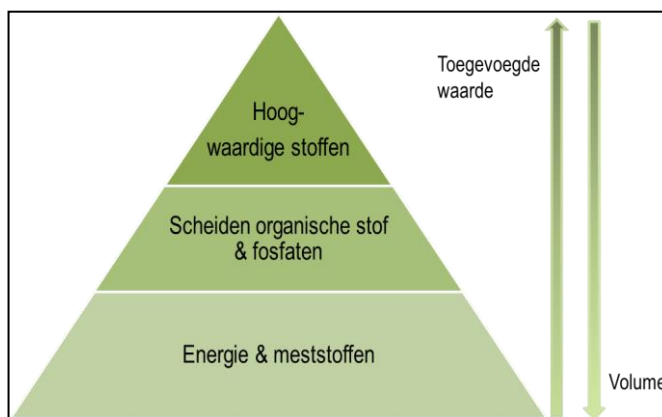 Hoog-
waardige stoffen
Scheiden organische stof
& fosfaten
Energie & meststoffen
Toegevoegde
waarde
Volume